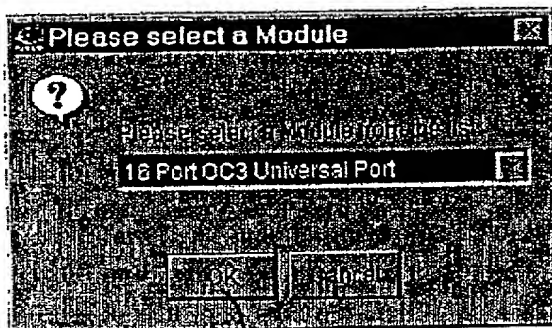 Please select a Module
?
Please select a Module from the list
16 Port OC3 Universal Port
Ok
Cancel